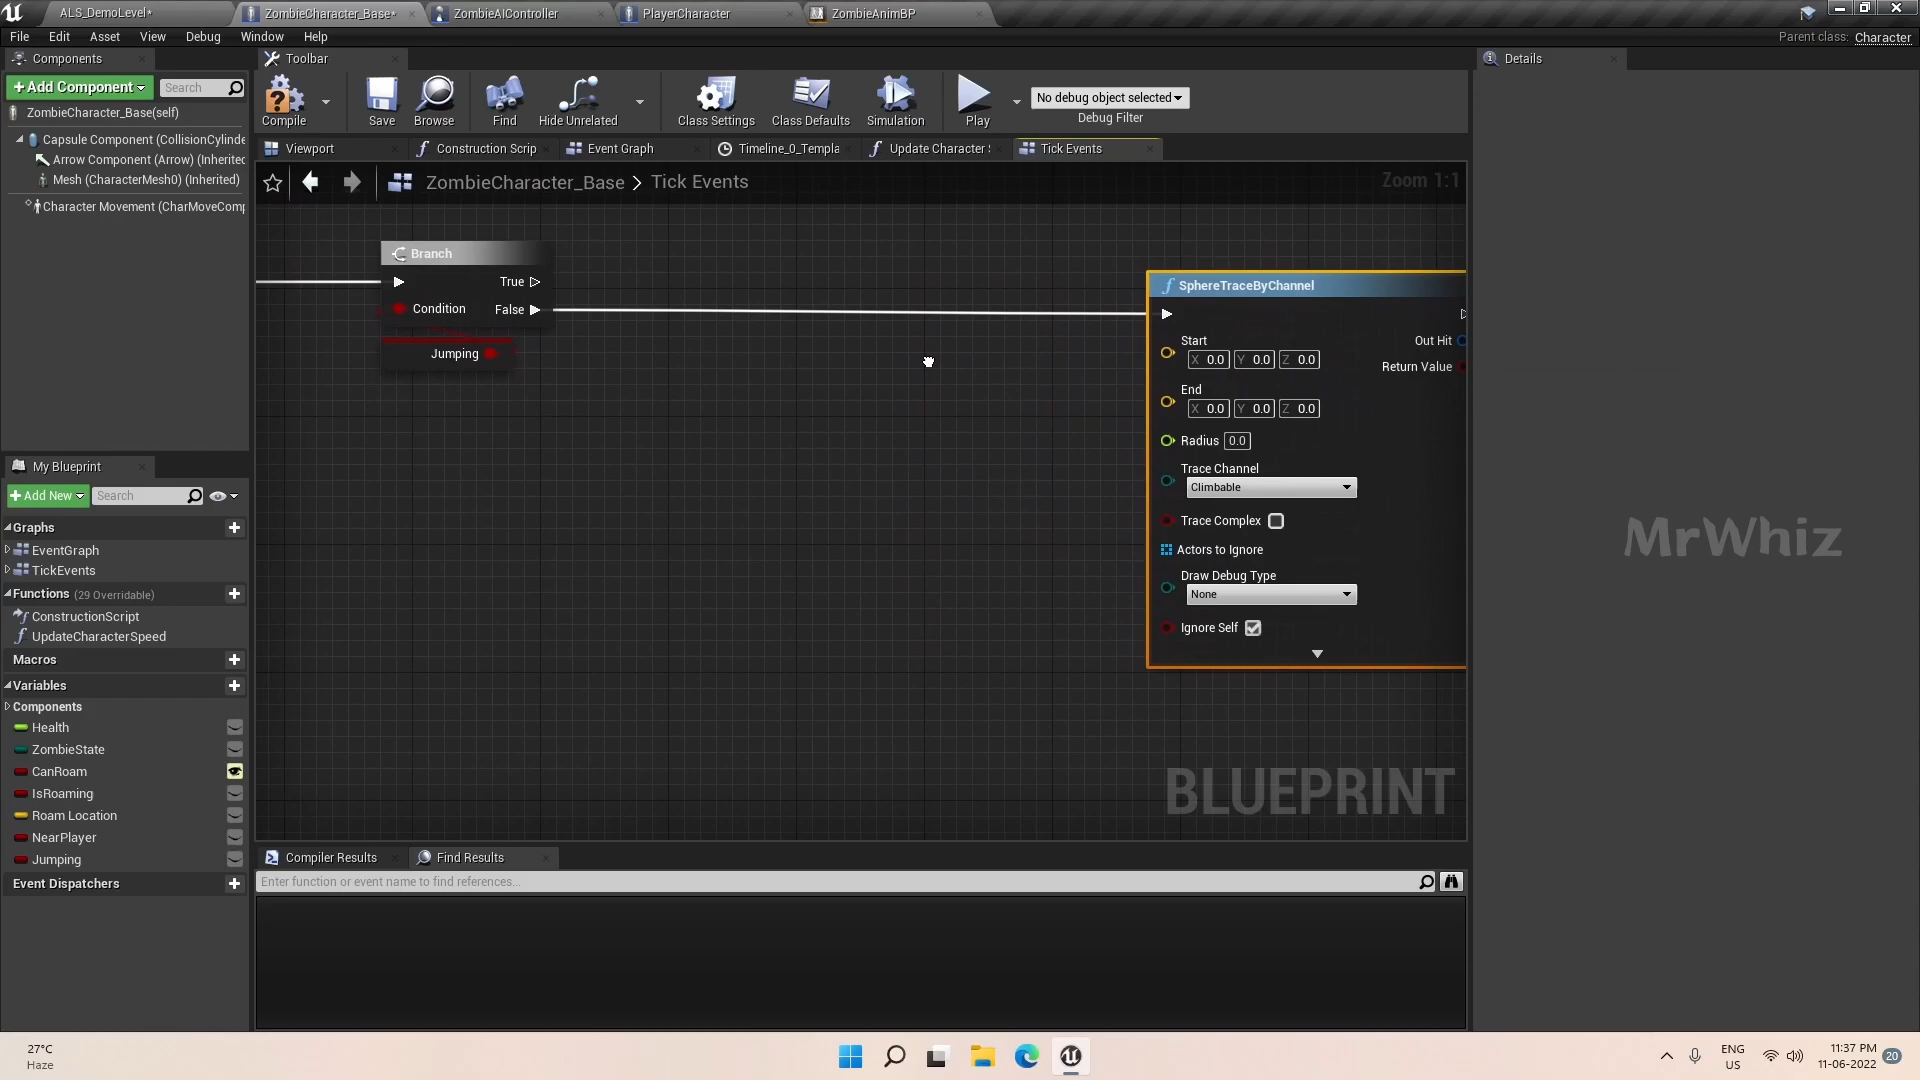 ALS_DemoLevel*
ZombieCharacter_Base*
ZombieAIController
PlayerCharacter
ZombieAnimBP
File
Edit
Asset
View
Debug
Window
Help
Parent class: Character
Components
Toolbar
Details
+Add Component
Search
ZombieCharacter_Base(self)
Capsule Component (CollisionCylinde
Arrow Component (Arrow) (Inherited
Mesh (CharacterMesh0) (Inherited)
Character Movement (CharMoveComp
Compile
Save
Browse
Find
Hide Unrelated
Class Settings
Class Defaults
Simulation
Play
No debug object selected
Debug Filter
Viewport
Construction Scrip
Event Graph
Timeline_0_Templa
Update Character S
Tick Events
ZombieCharacter_Base > Tick Events
Zoom 1:1
Branch
True
Condition
False
Jumping
SphereTraceByChannel
Start
X 0.0 Y 0.0 Z 0.0
Out Hit
Return Value
End
X 0.0 Y 0.0 Z 0.0
Radius 0.0
Trace Channel
Climbable
Trace Complex
Actors to Ignore
Draw Debug Type
None
Ignore Self
BLUEPRINT
MrWhiz
My Blueprint
+Add New
Search
Graphs
EventGraph
TickEvents
Functions (29 Overridable)
ConstructionScript
UpdateCharacterSpeed
Macros
Variables
Components
Health
ZombieState
CanRoam
IsRoaming
Roam Location
NearPlayer
Jumping
Event Dispatchers
Compiler Results
Find Results
Enter function or event name to find references...
27°C
Haze
ENG
US
11:37 PM
11-06-2022
20